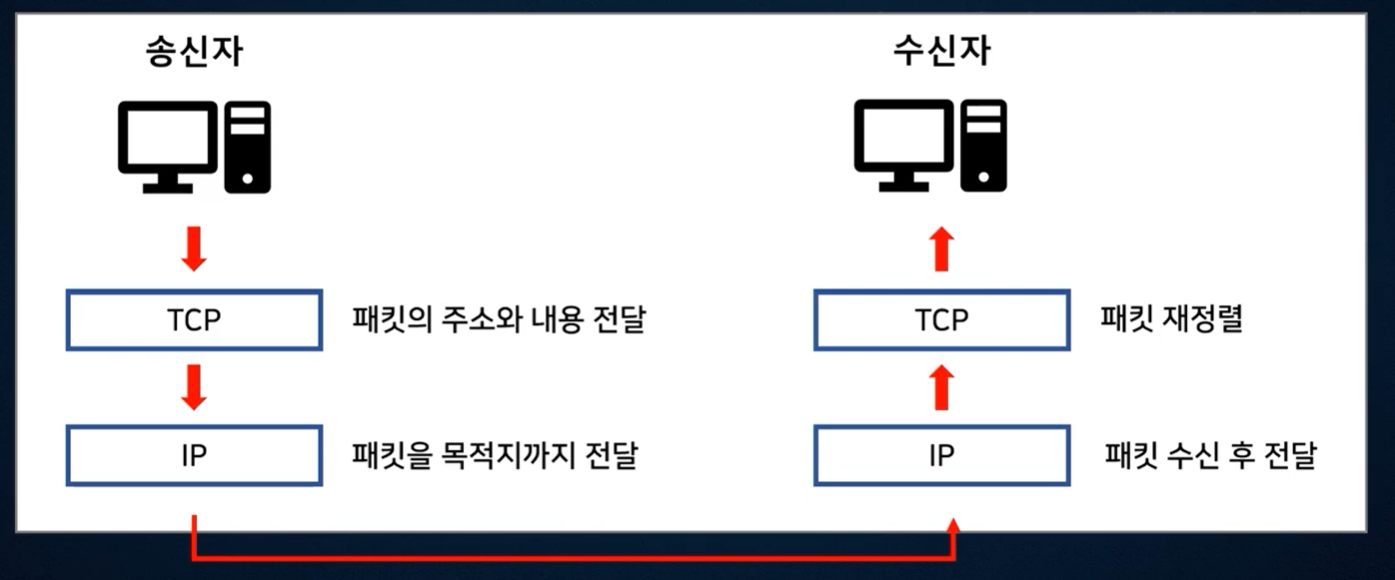 송신자
수신자
TCP
패킷의 주소와 내용 전달
TCP
패킷 재정렬
IP
패킷을 목적지까지 전달
IP
패킷 수신 후 전달